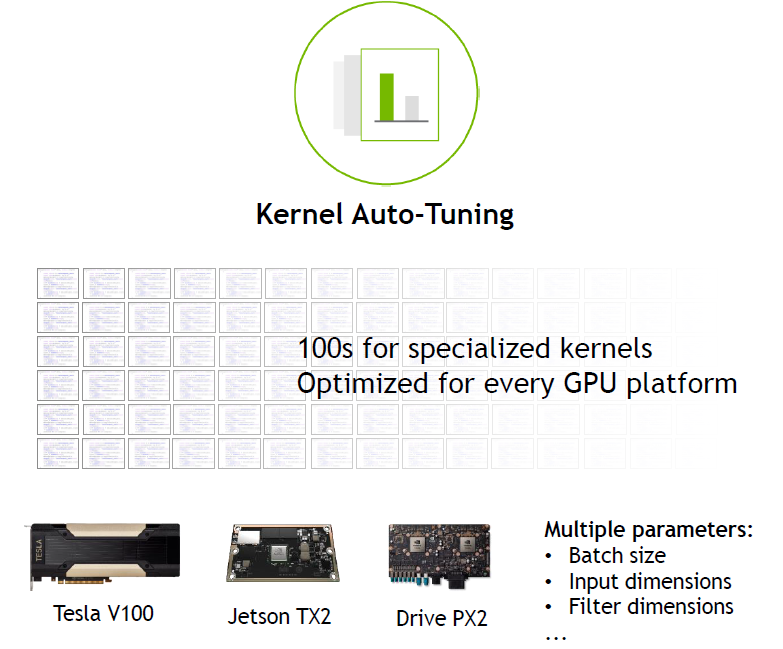 Kernel Auto-Tuning
100s for specialized kernels
Optimized for every GPU platform
TESLA
Tesla V100
Jetson TX2
Drive PX2
Multiple parameters:
• Batch size
• Input dimensions
• Filter dimensions
...